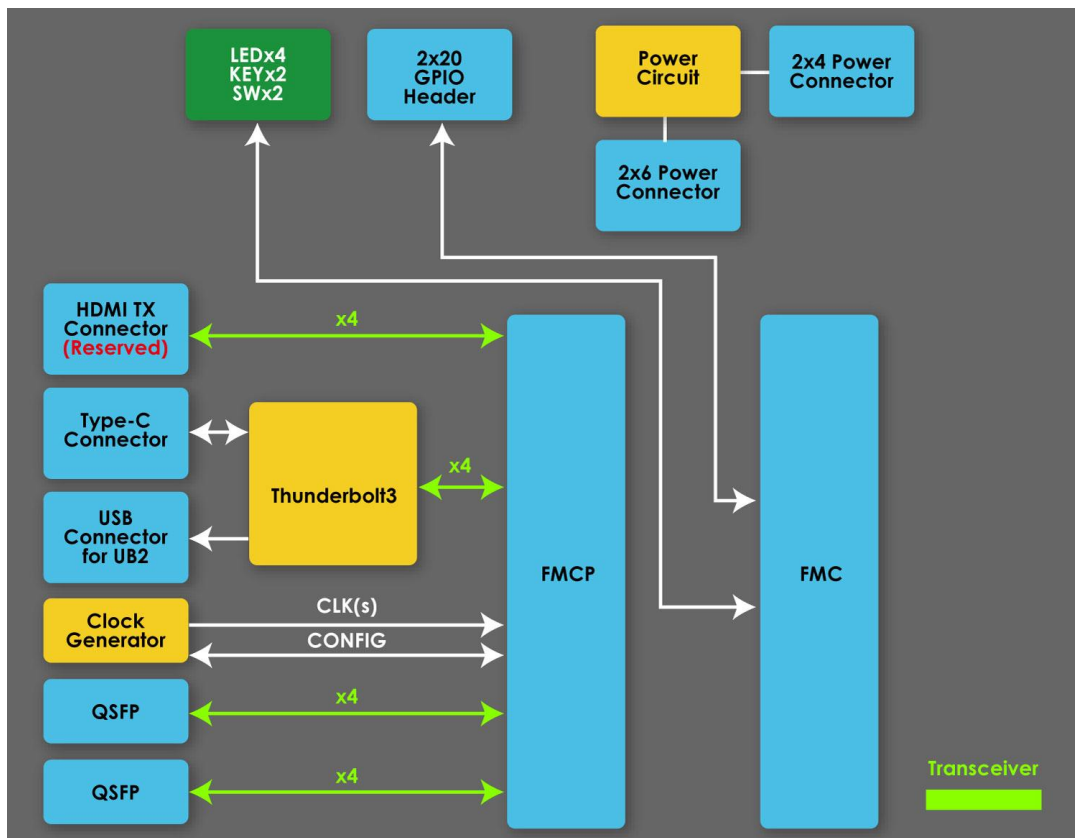 LEDx4
KEYx2
SWx2
2x20
GPIO
Header
Power
Circuit
2x4 Power
Connector
2x6 Power
Connector
HDMI TX
Connector
(Reserved)
x4
Type-C
Connector
Thunderbolt3
x4
USB
Connector
for UB2
FMCP
FMC
Clock
Generator
CLK(s)
CONFIG
QSFP
x4
QSFP
x4
Transceiver